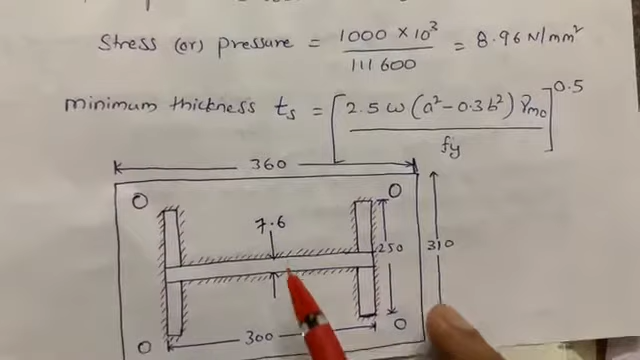 Stress (or) pressure = 1000 × 10³ / 111600 = 8.96 N/mm²
minimum thickness ts = [2.5 w (a² - 0.3 b²) γmo / fy]^0.5
360
7.6
250
310
300